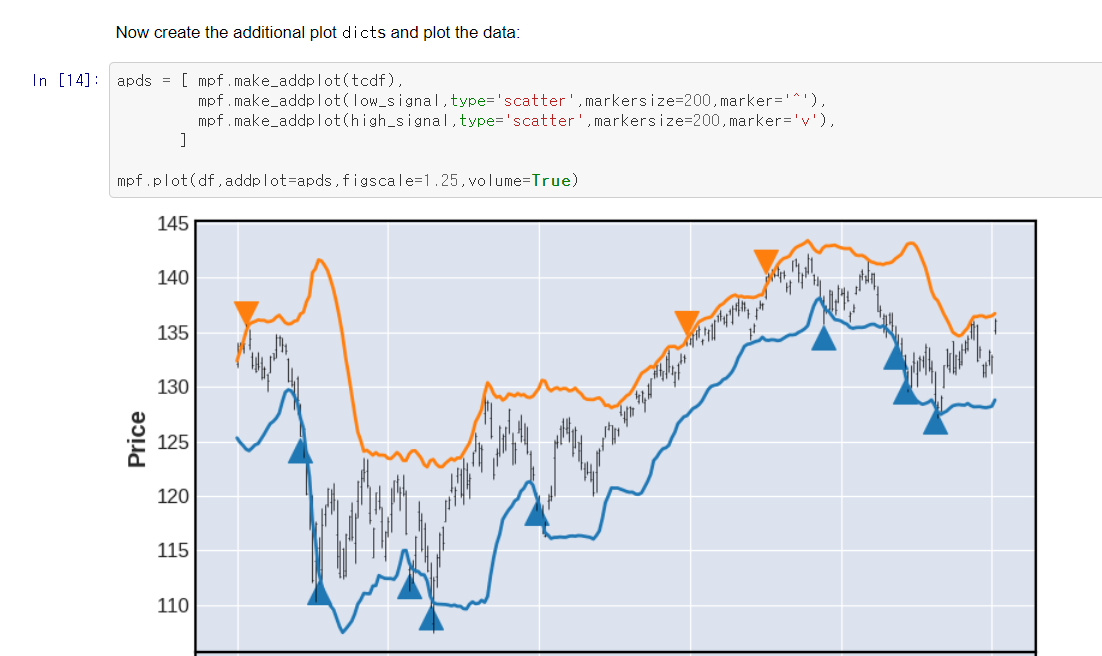 Now create the additional plot dicts and plot the data:
In [14]: apds = [ mpf.make_addplot(tcdf),
mpf.make_addplot(low_signal,type='scatter',markersize=200,marker='^'),
mpf.make_addplot(high_signal,type='scatter',markersize=200,marker='v'),
]
mpf.plot(df,addplot=apds,figscale=1.25,volume=True)
145
140
135
130
125
120
115
110
Price